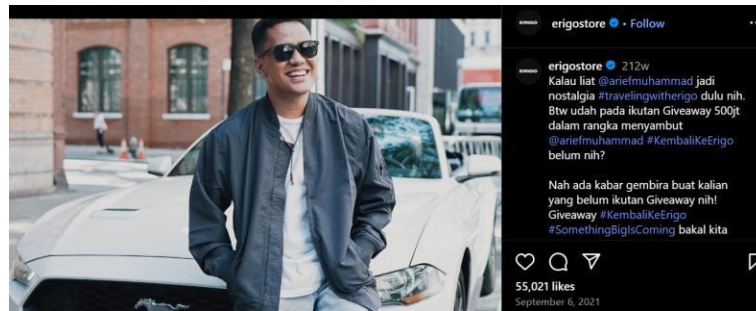 erigostore • Follow
erigostore 212w
Kalau liat @ariefmuhammad jadi
nostalgia #travelingwitherigo dulu nih.
Btw udah pada ikutan Giveaway 500jt
dalam rangka menyambut
@ariefmuhammad #KembaliKeErigo
belum nih?
Nah ada kabar gembira buat kalian
yang belum ikutan Giveaway nih!
Giveaway #KembaliKeErigo
#SomethingBigIsComing bakal kita
55,021 likes
September 6, 2021